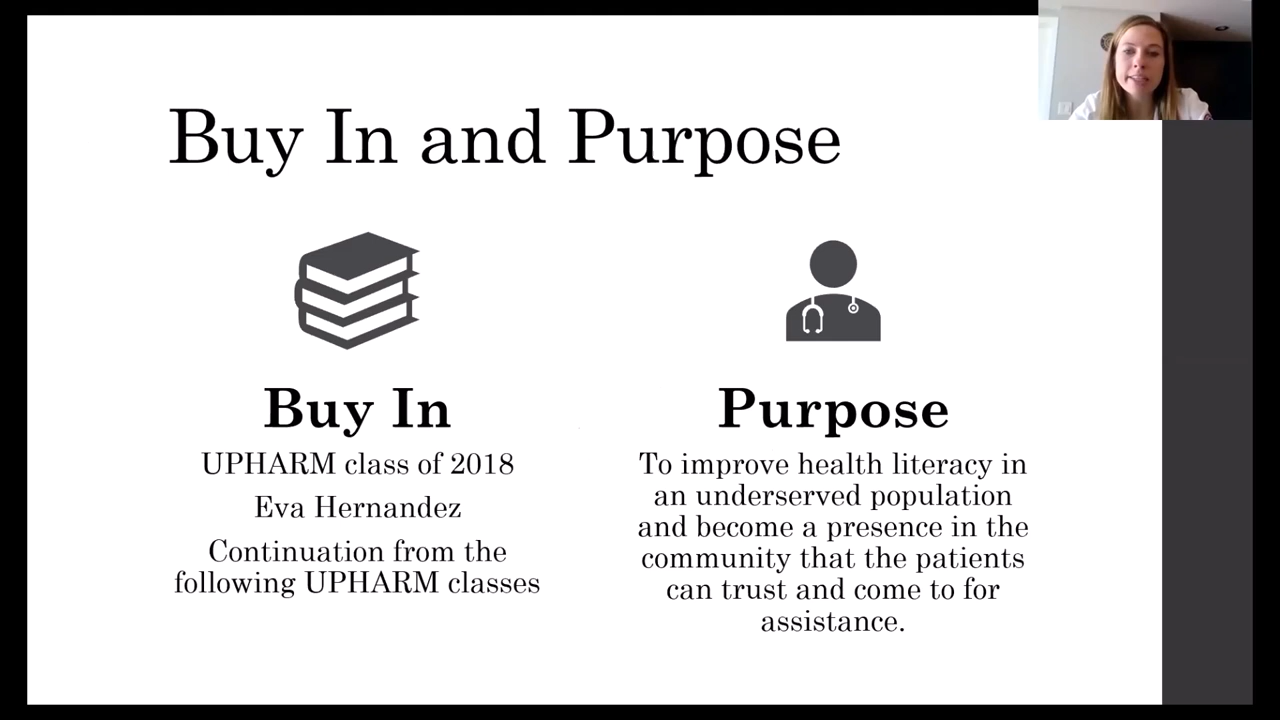 Buy In and Purpose
Buy In
UPHARM class of 2018
Eva Hernandez
Continuation from the
following UPHARM classes
Purpose
To improve health literacy in
an underserved population
and become a presence in the
community that the patients
can trust and come to for
assistance.